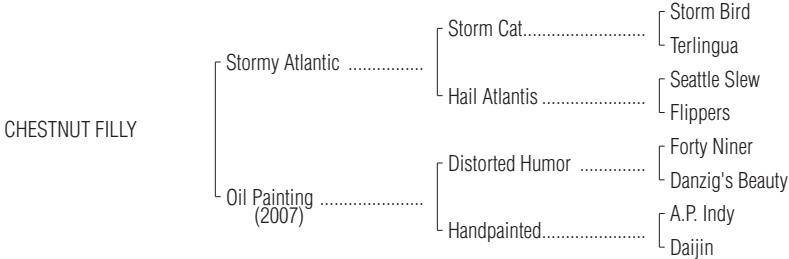 Storm Bird
Storm Cat..........................
Terlingua
Stormy Atlantic ................
Seattle Slew
Hail Atlantis ......................
Flippers
CHESTNUT FILLY
Forty Niner
Distorted Humor ..............
Danzig's Beauty
Oil Painting ......................
(2007)
A.P. Indy
Handpainted......................
Daijin